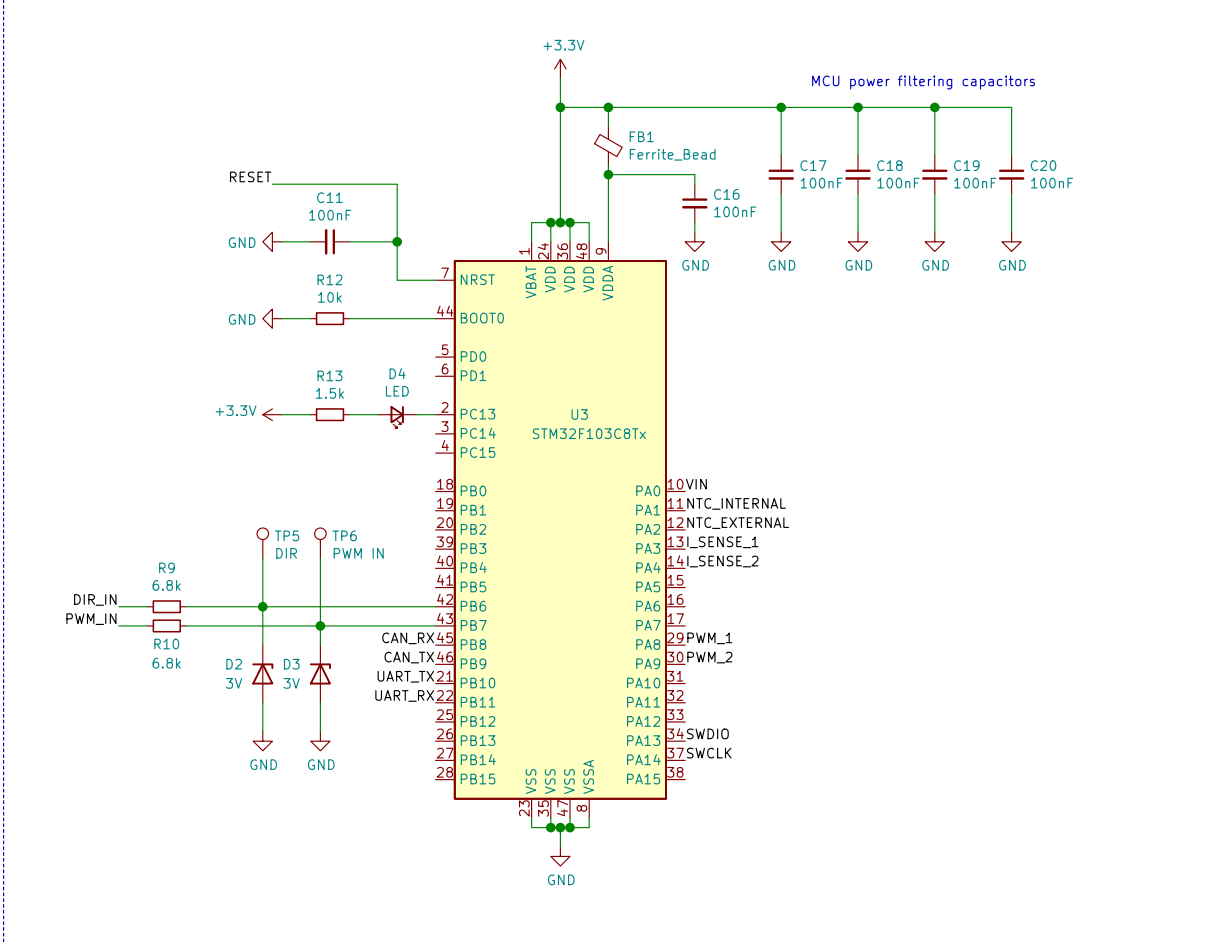 +3.3V
MCU power filtering capacitors
FB1
Ferrite_Bead
C17
100nF
C18
100nF
C19
100nF
C20
100nF
C16
100nF
GND
GND
GND
GND
GND
RESET
C11
100nF
GND
R12
10k
GND
R13
1.5k
+3.3V
D4
LED
1 VBAT
24 VDD
36 VDD
48 VDD
9 VDDA
7 NRST
44 BOOT0
5 PD0
6 PD1
2 PC13
3 PC14
4 PC15
U3
STM32F103C8Tx
18 PB0
19 PB1
20 PB2
39 PB3
40 PB4
41 PB5
42 PB6
43 PB7
CAN_RX 45 PB8
CAN_TX 46 PB9
UART_TX 21 PB10
UART_RX 22 PB11
25 PB12
26 PB13
27 PB14
28 PB15
PA0 10 VIN
PA1 11 NTC_INTERNAL
PA2 12 NTC_EXTERNAL
PA3 13 I_SENSE_1
PA4 14 I_SENSE_2
PA5 15
PA6 16
PA7 17
PA8 29 PWM_1
PA9 30 PWM_2
PA10 31
PA11 32
PA12 33
PA13 34 SWDIO
PA14 37 SWCLK
PA15 38
TP5
DIR
TP6
PWM IN
R9
6.8k
DIR_IN
PWM_IN
R10
6.8k
D2
3V
D3
3V
GND
GND
23 VSS
35 VSS
47 VSS
8 VSSA
GND